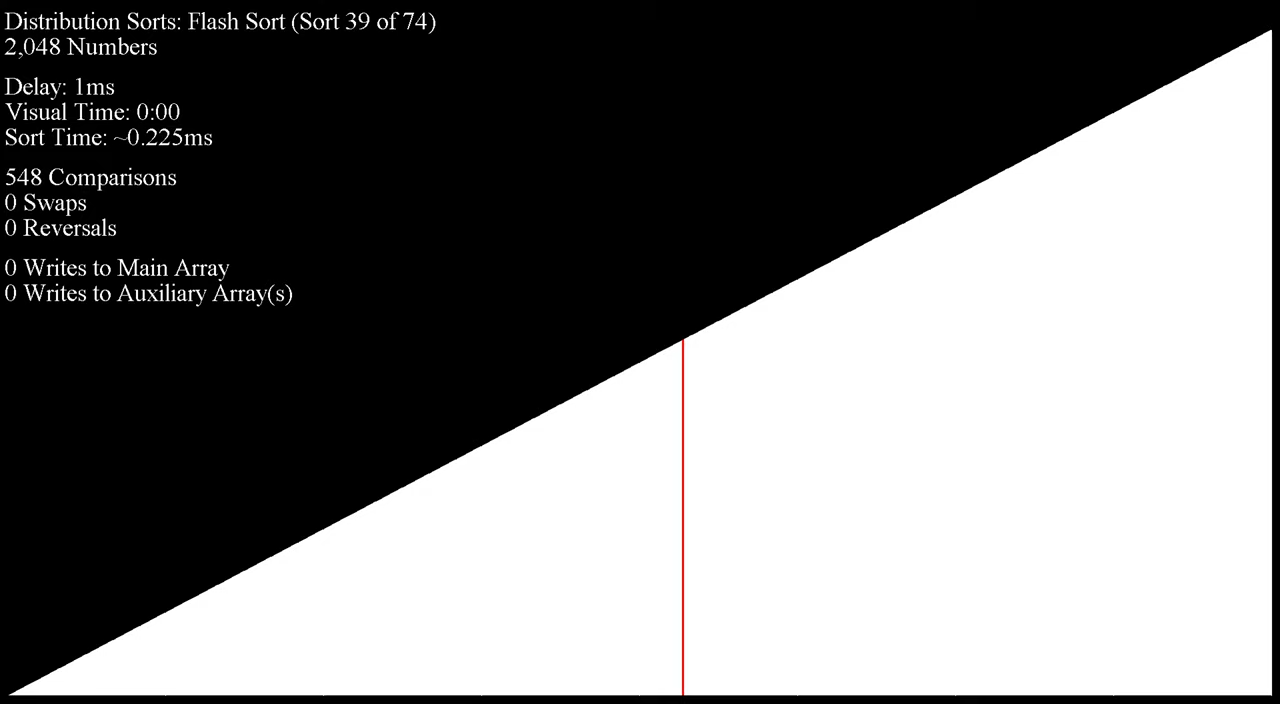 Distribution Sorts: Flash Sort (Sort 39 of 74)
2,048 Numbers
Delay: 1ms
Visual Time: 0:00
Sort Time: ~0.225ms
548 Comparisons
0 Swaps
0 Reversals
0 Writes to Main Array
0 Writes to Auxiliary Array(s)